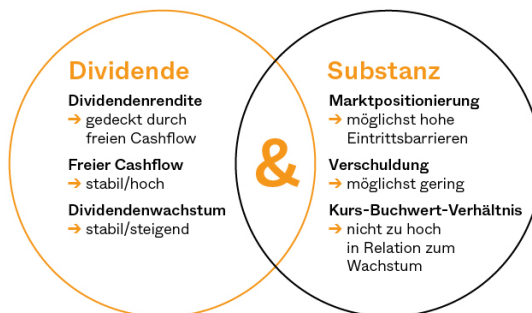 Dividende
Dividendenrendite
→ gedeckt durch
freien Cashflow
Freier Cashflow
→ stabil/hoch
Dividendenwachstum
→ stabil/steigend
&
Substanz
Marktpositionierung
→ möglichst hohe
Eintrittsbarrieren
Verschuldung
→ möglichst gering
Kurs-Buchwert-Verhältnis
→ nicht zu hoch
in Relation zum
Wachstum